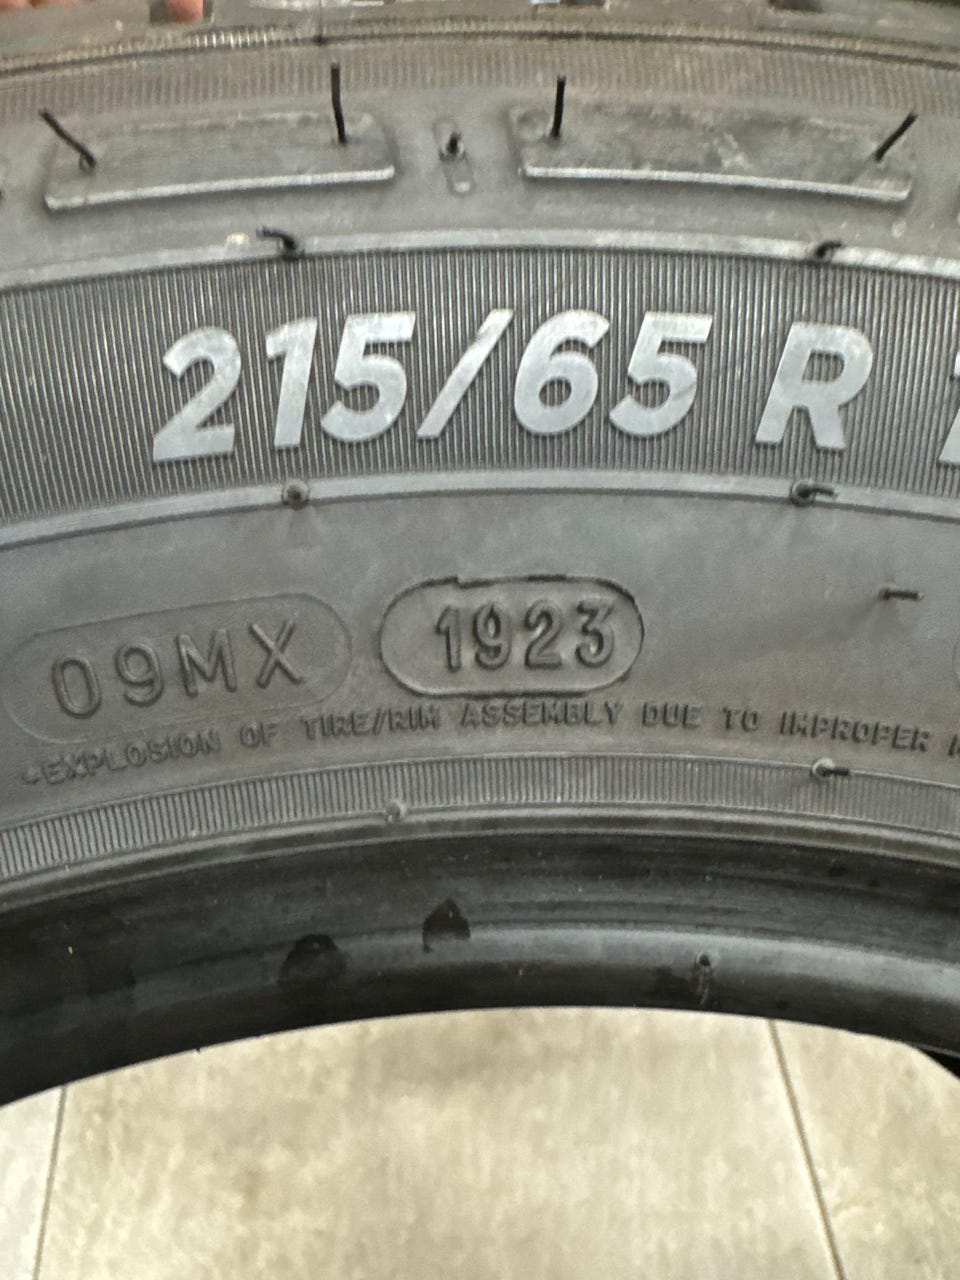 215/65 R
09MX 1923
EXPLOSION OF TIRE/RIM ASSEMBLY DUE TO IMPROPER